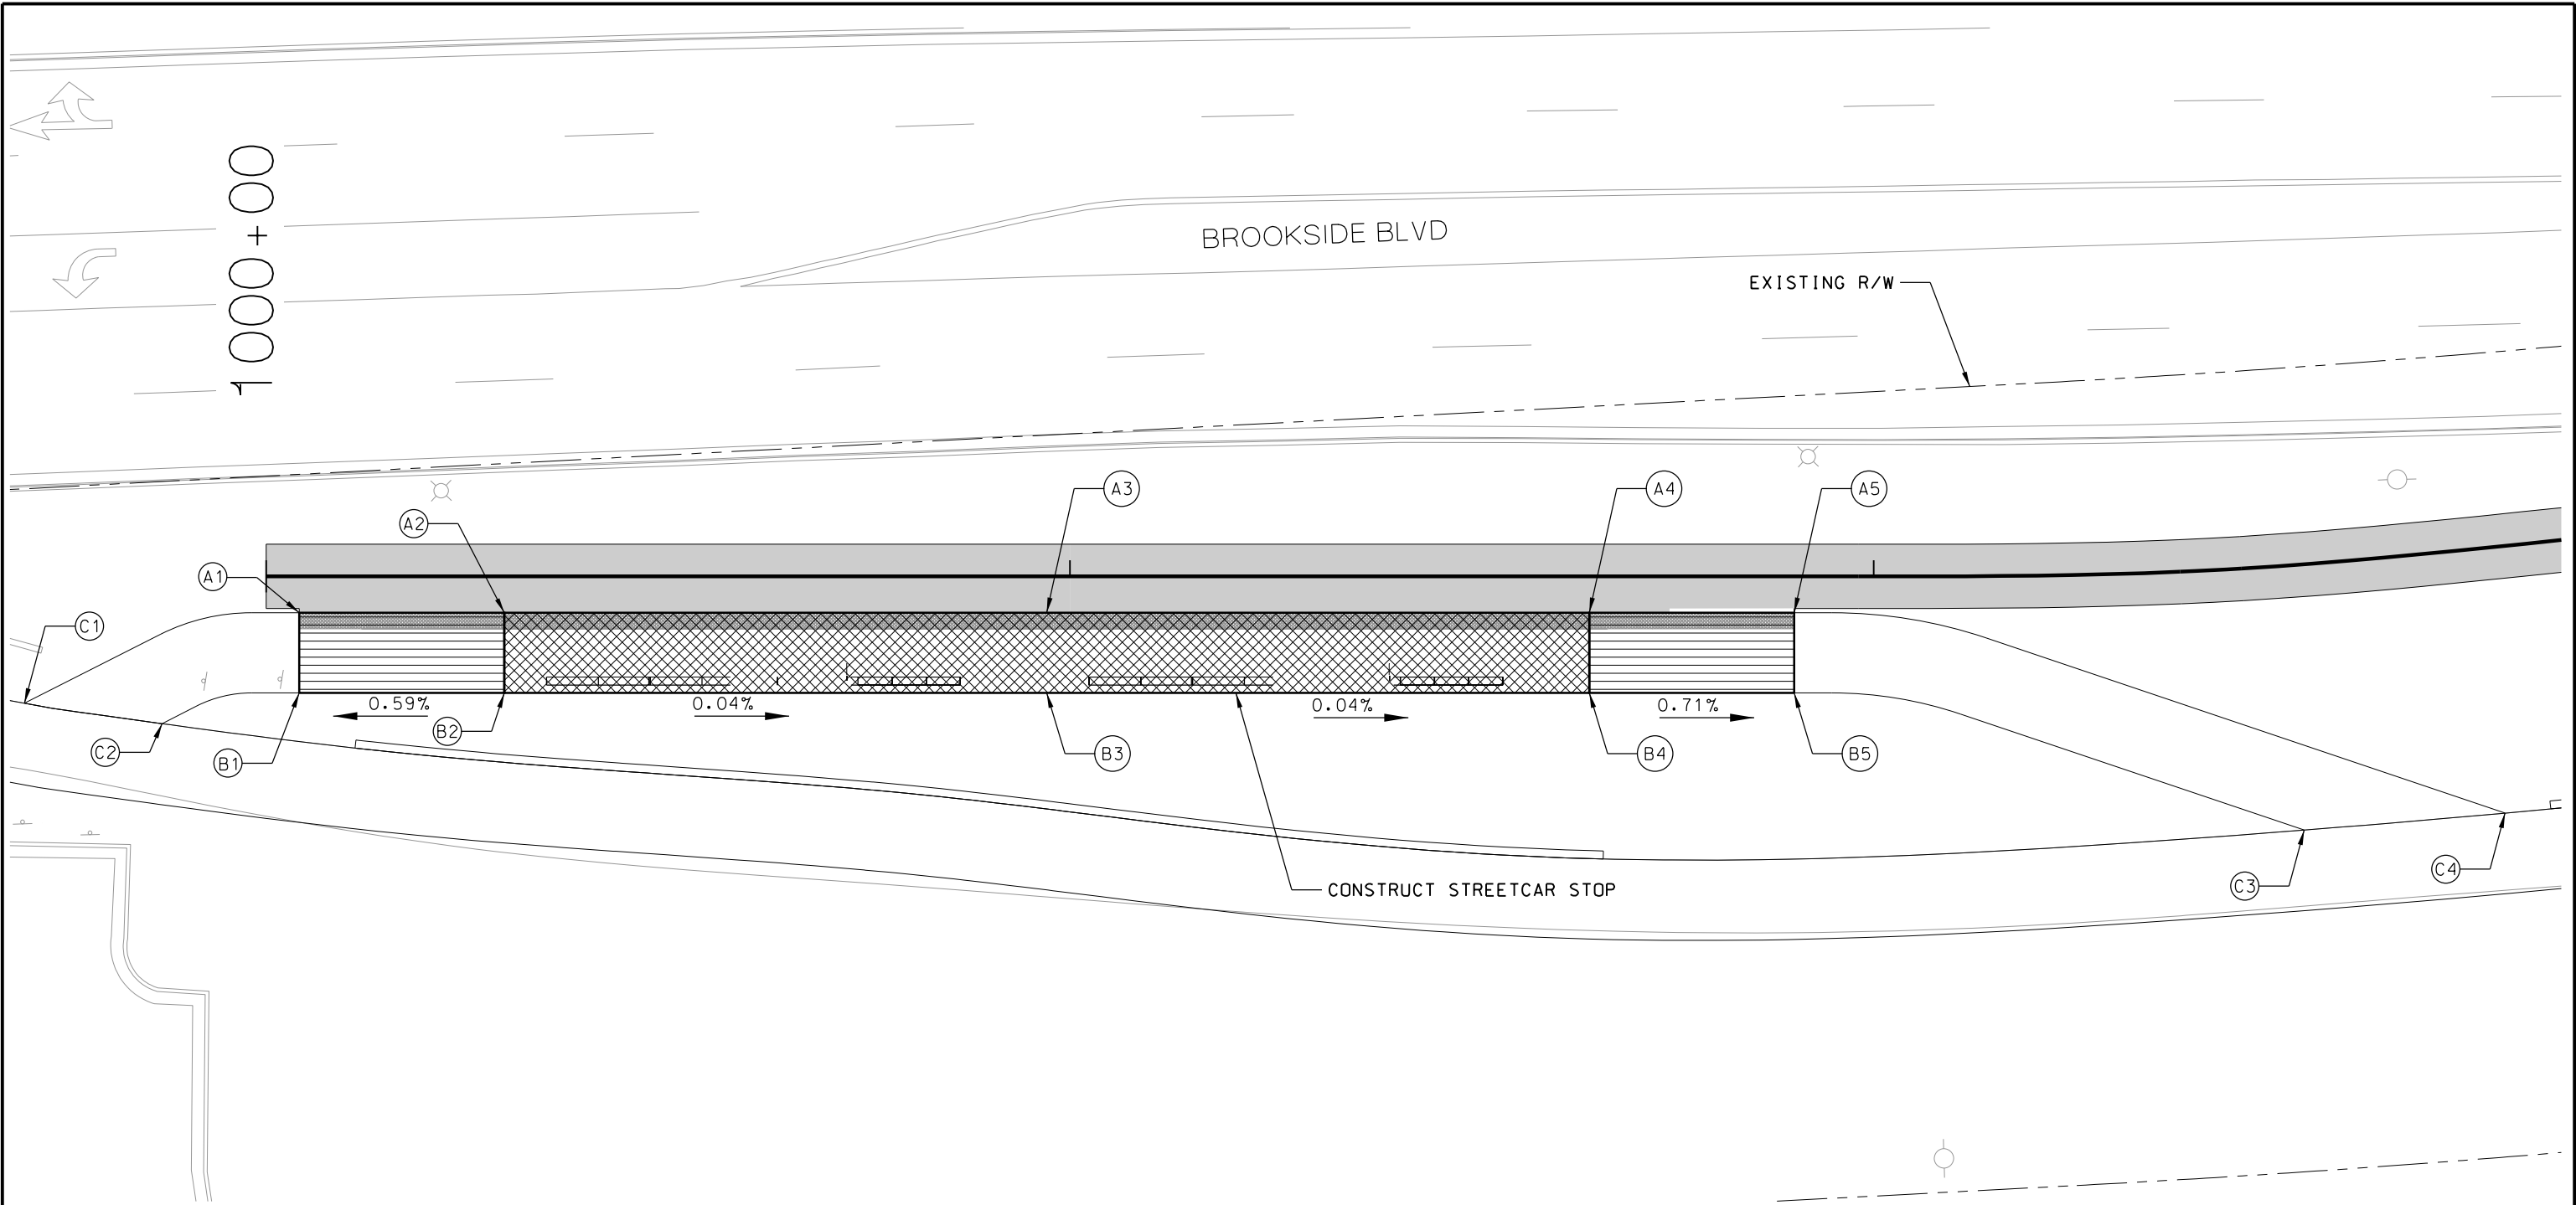 1000+00
BROOKSIDE BLVD
EXISTING R/W
A3
A4
A5
A2
A1
C1
0.59%
0.04%
0.04%
0.71%
B2
C2
B1
B3
B4
B5
C4
C3
CONSTRUCT STREETCAR STOP